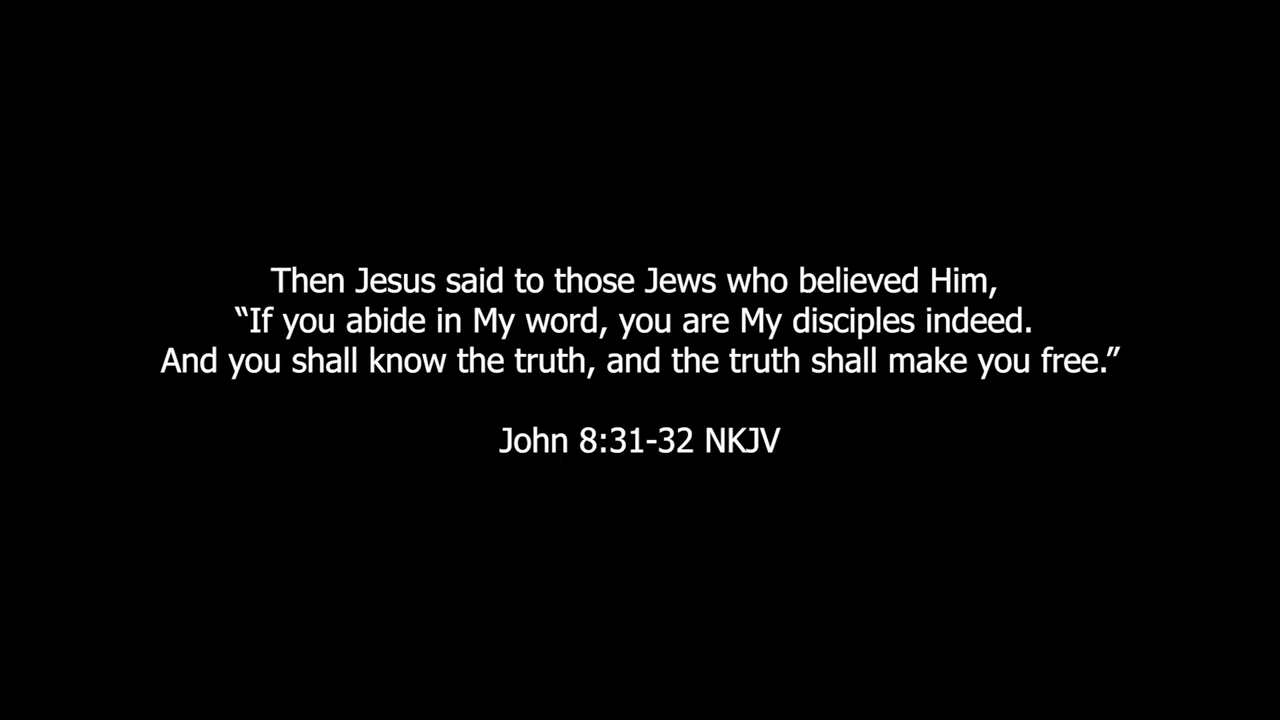 Then Jesus said to those Jews who believed Him,
“If you abide in My word, you are My disciples indeed.
And you shall know the truth, and the truth shall make you free.”
John 8:31-32 NKJV